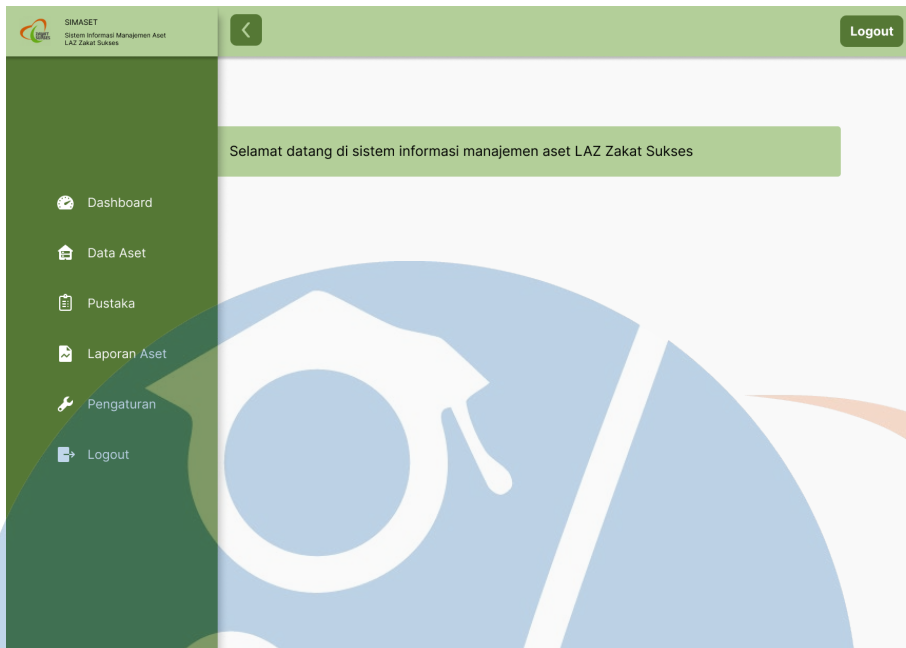 SIMASET
Sistem Informasi Manajemen Aset
LAZ Zakat Sukses
Logout
Selamat datang di sistem informasi manajemen aset LAZ Zakat Sukses
Dashboard
Data Aset
Pustaka
Laporan Aset
Pengaturan
Logout